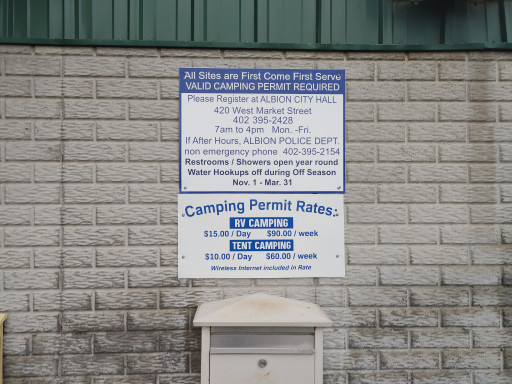 All Sites are First Come First Serve
VALID CAMPING PERMIT REQUIRED
Please Register at ALBION CITY HALL
420 West Market Street
402 395-2428
7am to 4pm Mon. -Fri.
If After Hours, ALBION POLICE DEPT.
non emergency phone 402-395-2154
Restrooms / Showers open year round
Water Hookups off during Off Season
Nov. 1 - Mar. 31
Camping Permit Rates:
RV CAMPING
$15.00 / Day $90.00 / week
TENT CAMPING
$10.00 / Day $60.00 / week
Wireless Internet included in Rate